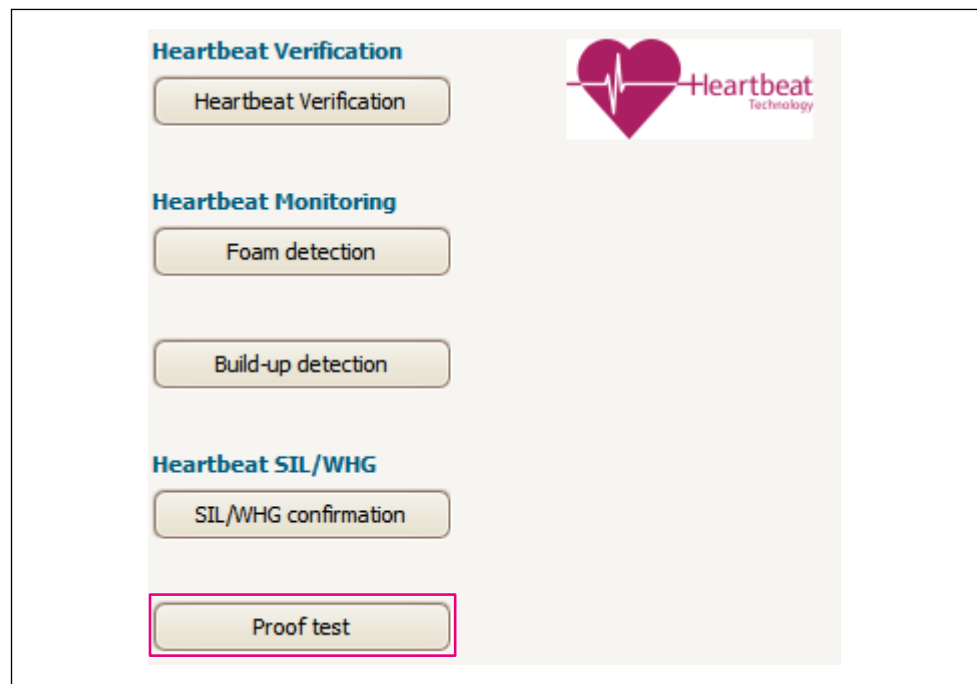 Heartbeat Verification
Heartbeat Verification
Heartbeat
Technology
Heartbeat Monitoring
Foam detection
Build-up detection
Heartbeat SIL/WHG
SIL/WHG confirmation
Proof test